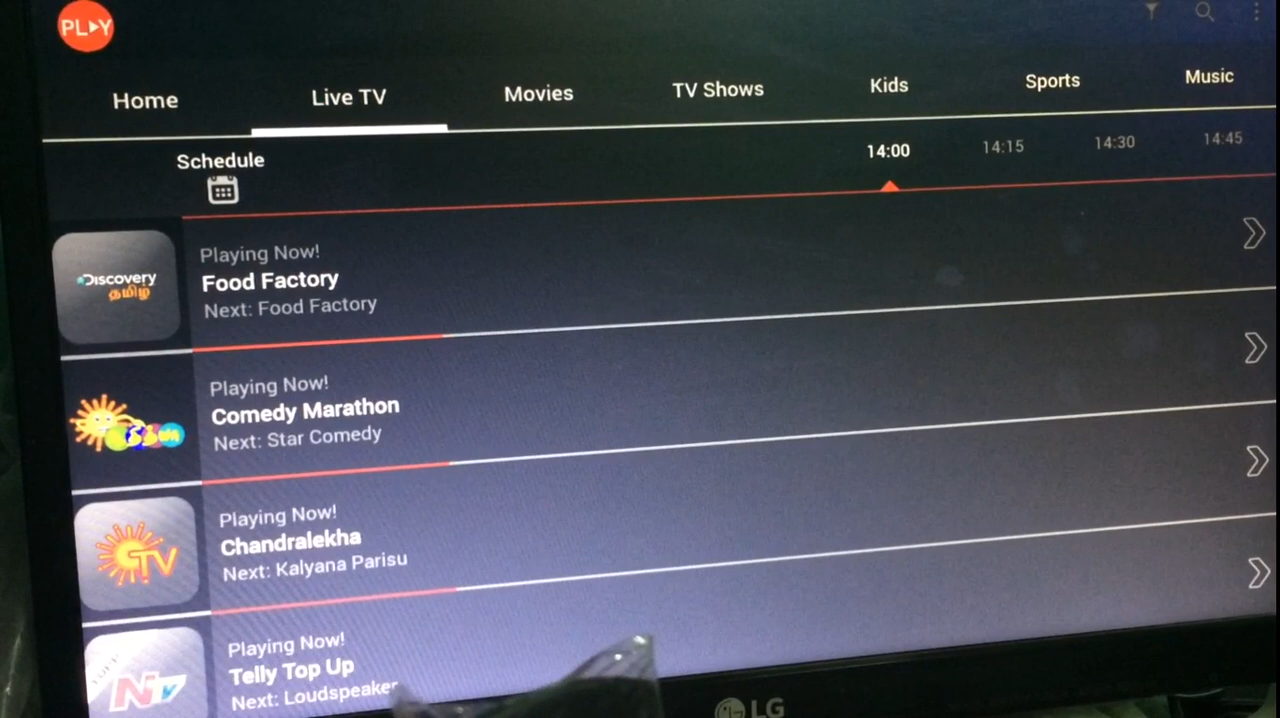 PLAY
Home Live TV Movies TV Shows Kids Sports Music
Schedule
14:00 14:15 14:30 14:45
Discovery
தமிழ்
Playing Now!
Food Factory
Next: Food Factory
Playing Now!
Comedy Marathon
Next: Star Comedy
TV
Playing Now!
Chandralekha
Next: Kalyana Parisu
NTV
Playing Now!
Telly Top Up
Next: Loudspeaker
LG